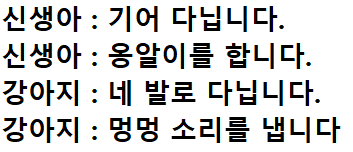 신생아 : 기어 다닙니다.
신생아 : 옹알이를 합니다.
강아지 : 네 발로 다닙니다.
강아지 : 멍멍 소리를 냅니다